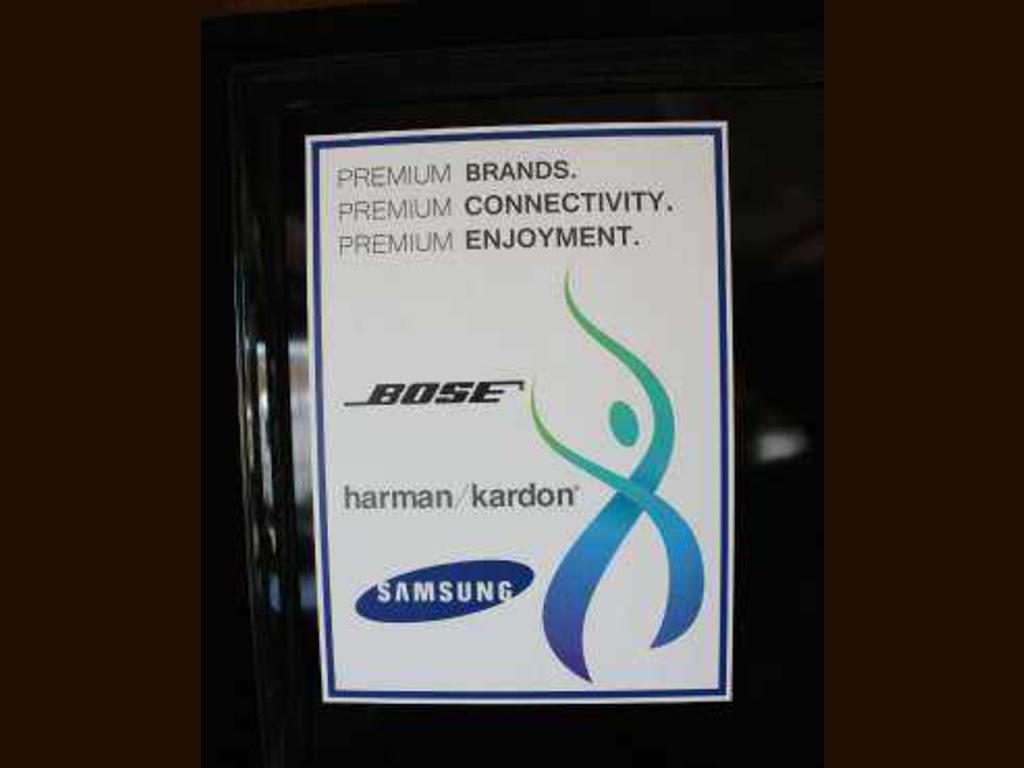 PREMIUM BRANDS.
PREMIUM CONNECTIVITY.
PREMIUM ENJOYMENT.
BOSE
harman/kardon®
SAMSUNG